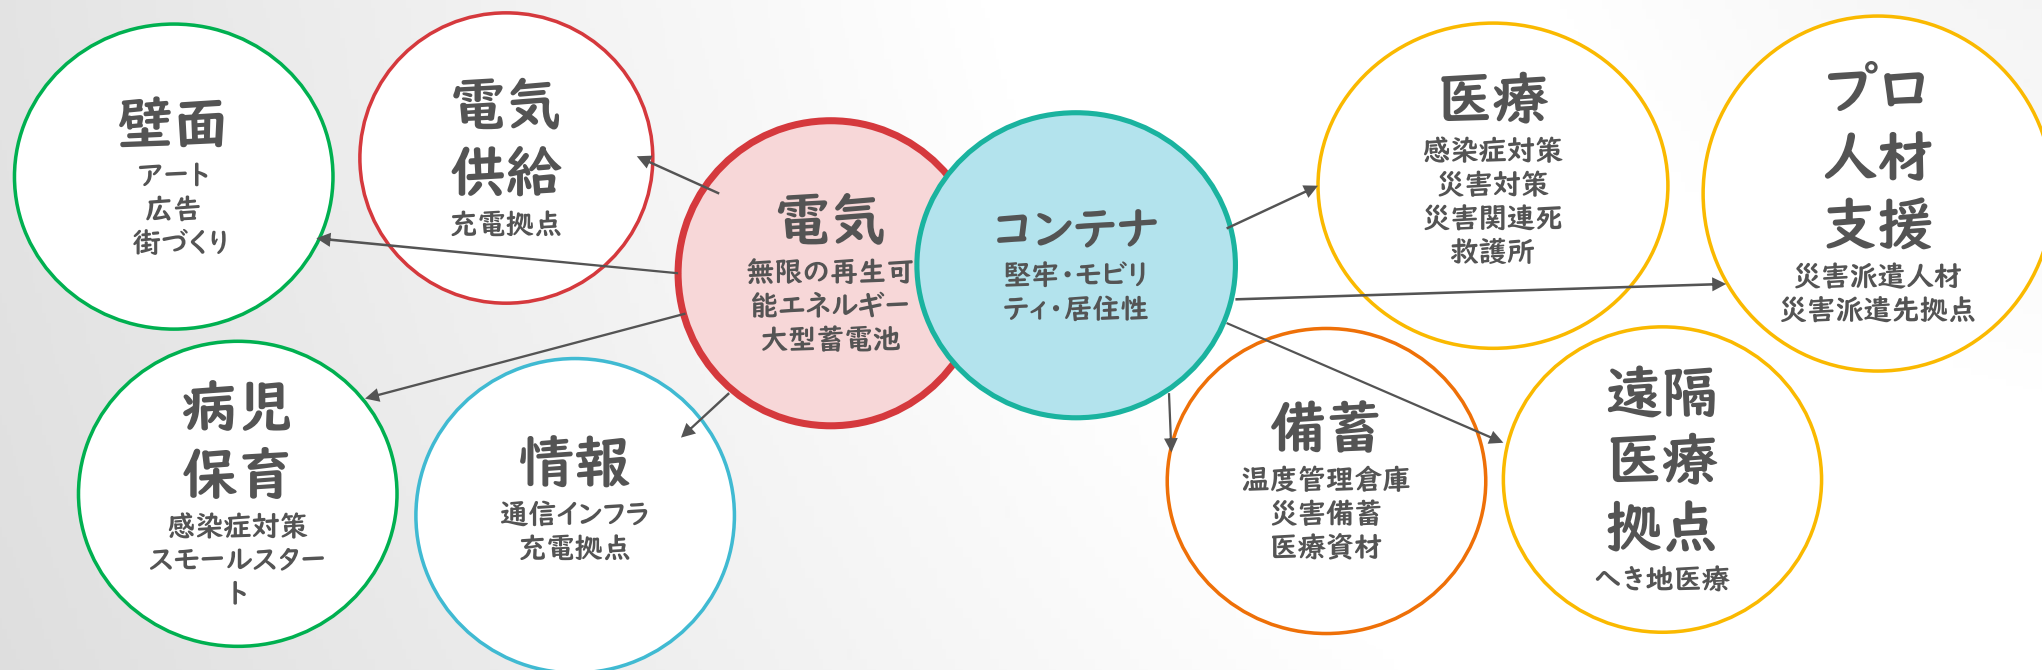 壁面
アート
広告
街づくり
電気
供給
充電拠点
電気
無限の再生可
能エネルギー
大型蓄電池
コンテナ
堅牢・モビリ
ティ・居住性
医療
感染症対策
災害対策
災害関連死
救護所
プロ
人材
支援
災害派遣人材
災害派遣先拠点
病児
保育
感染症対策
スモールスター
ト
情報
通信インフラ
充電拠点
備蓄
温度管理倉庫
災害備蓄
医療資材
遠隔
医療
拠点
へき地医療